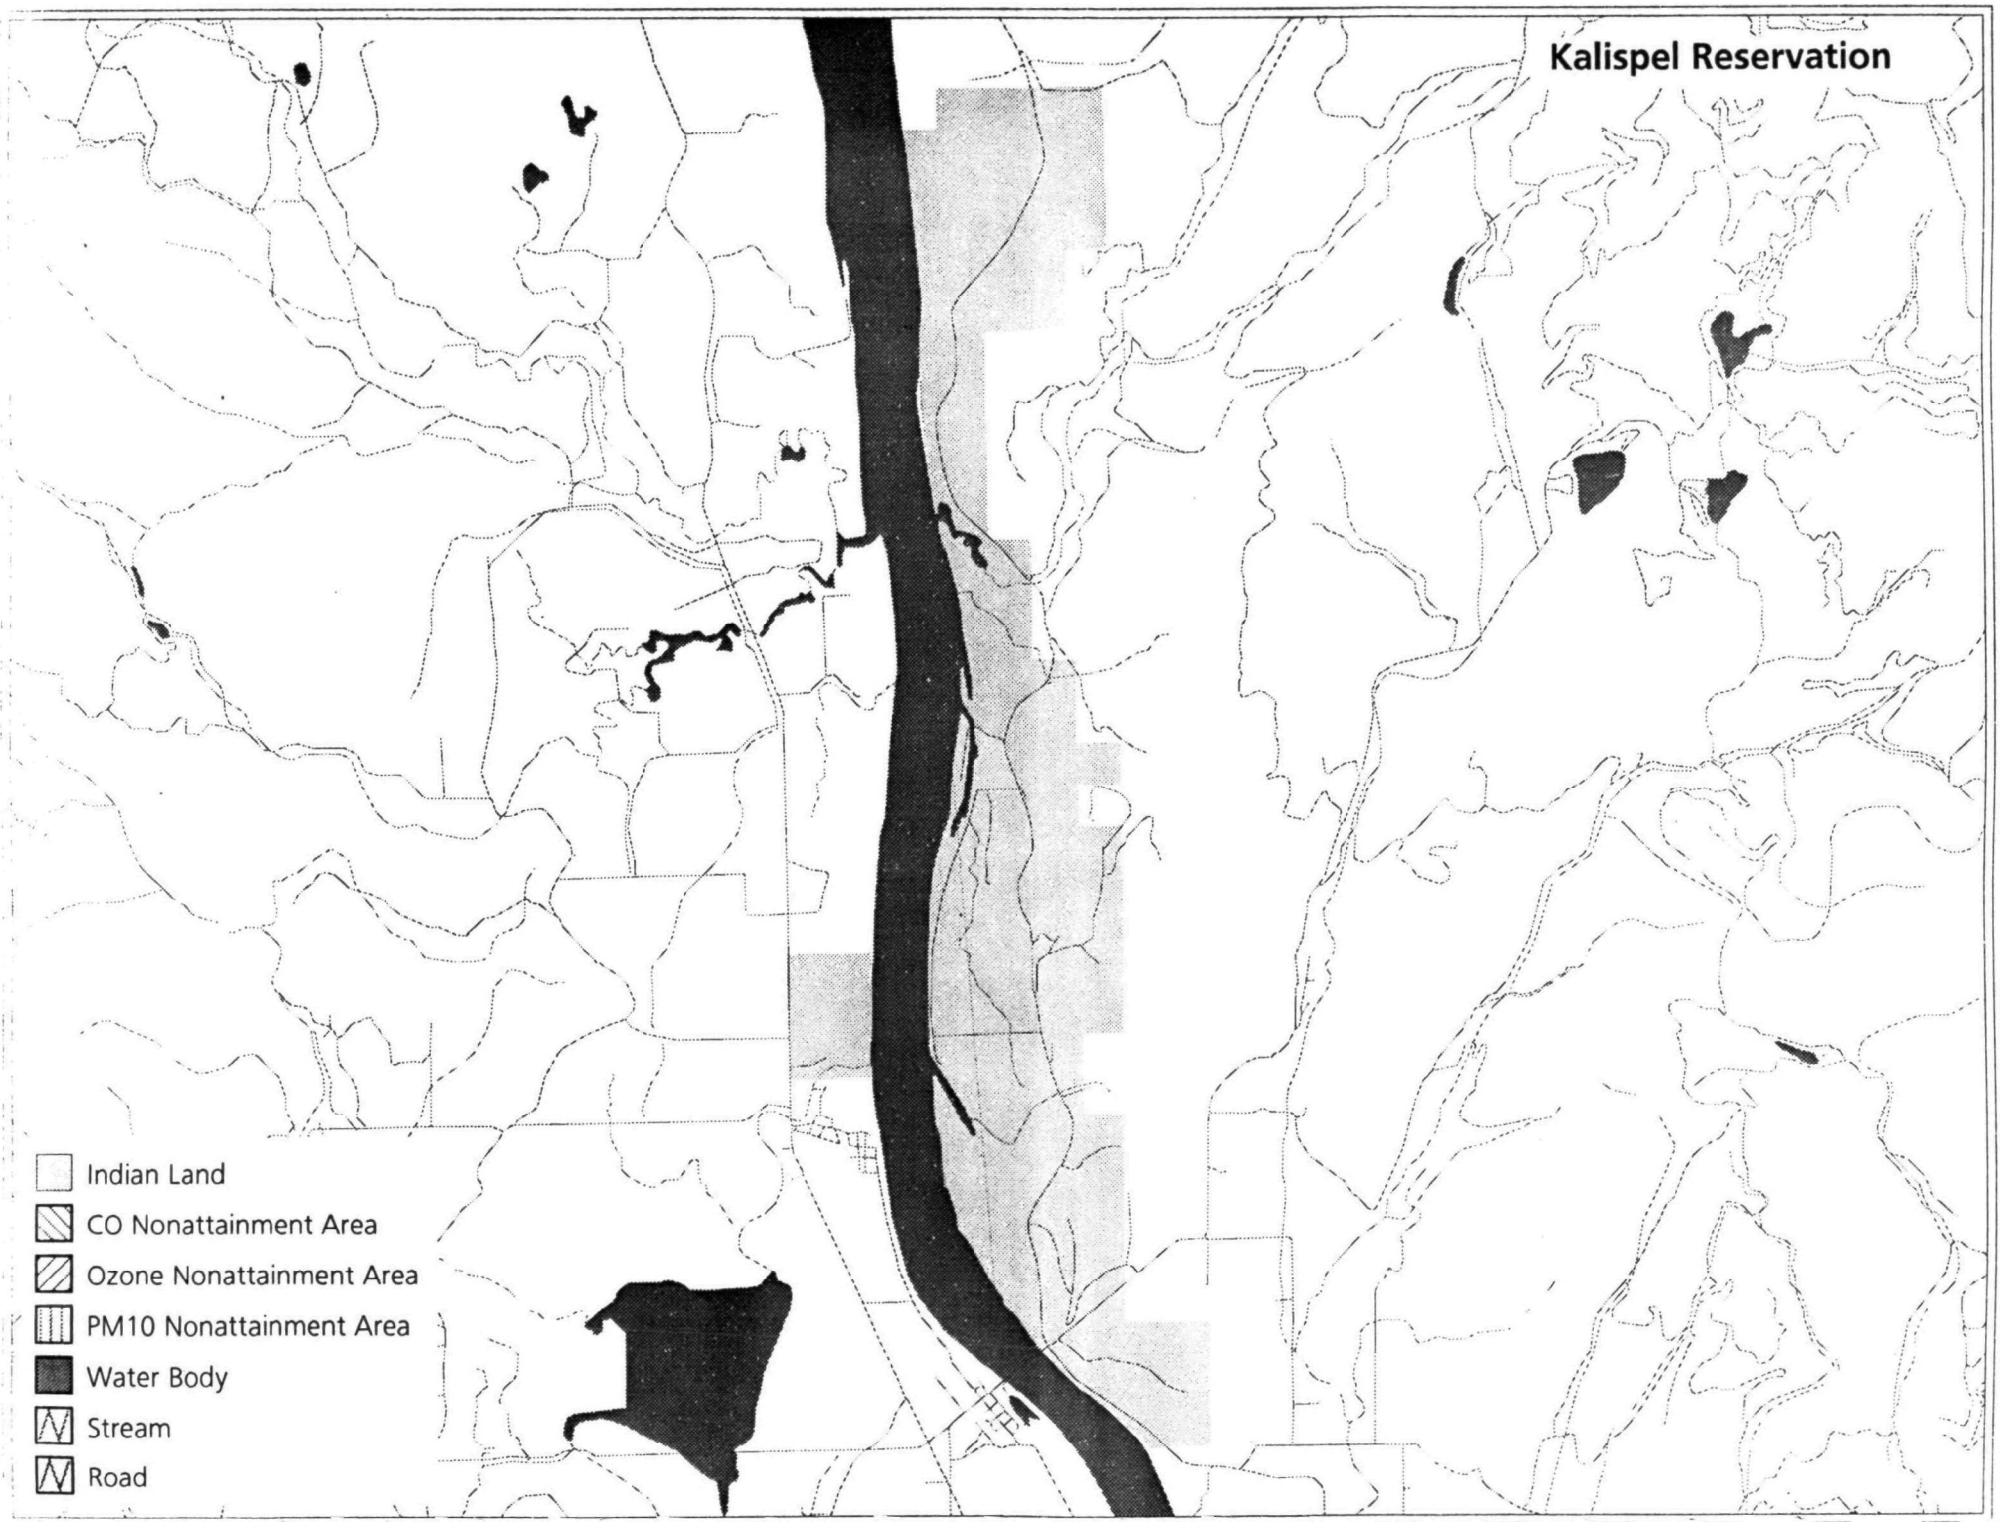 Kalispel Reservation
Indian Land
CO Nonattainment Area
Ozone Nonattainment Area
PM10 Nonattainment Area
Water Body
Stream
Road